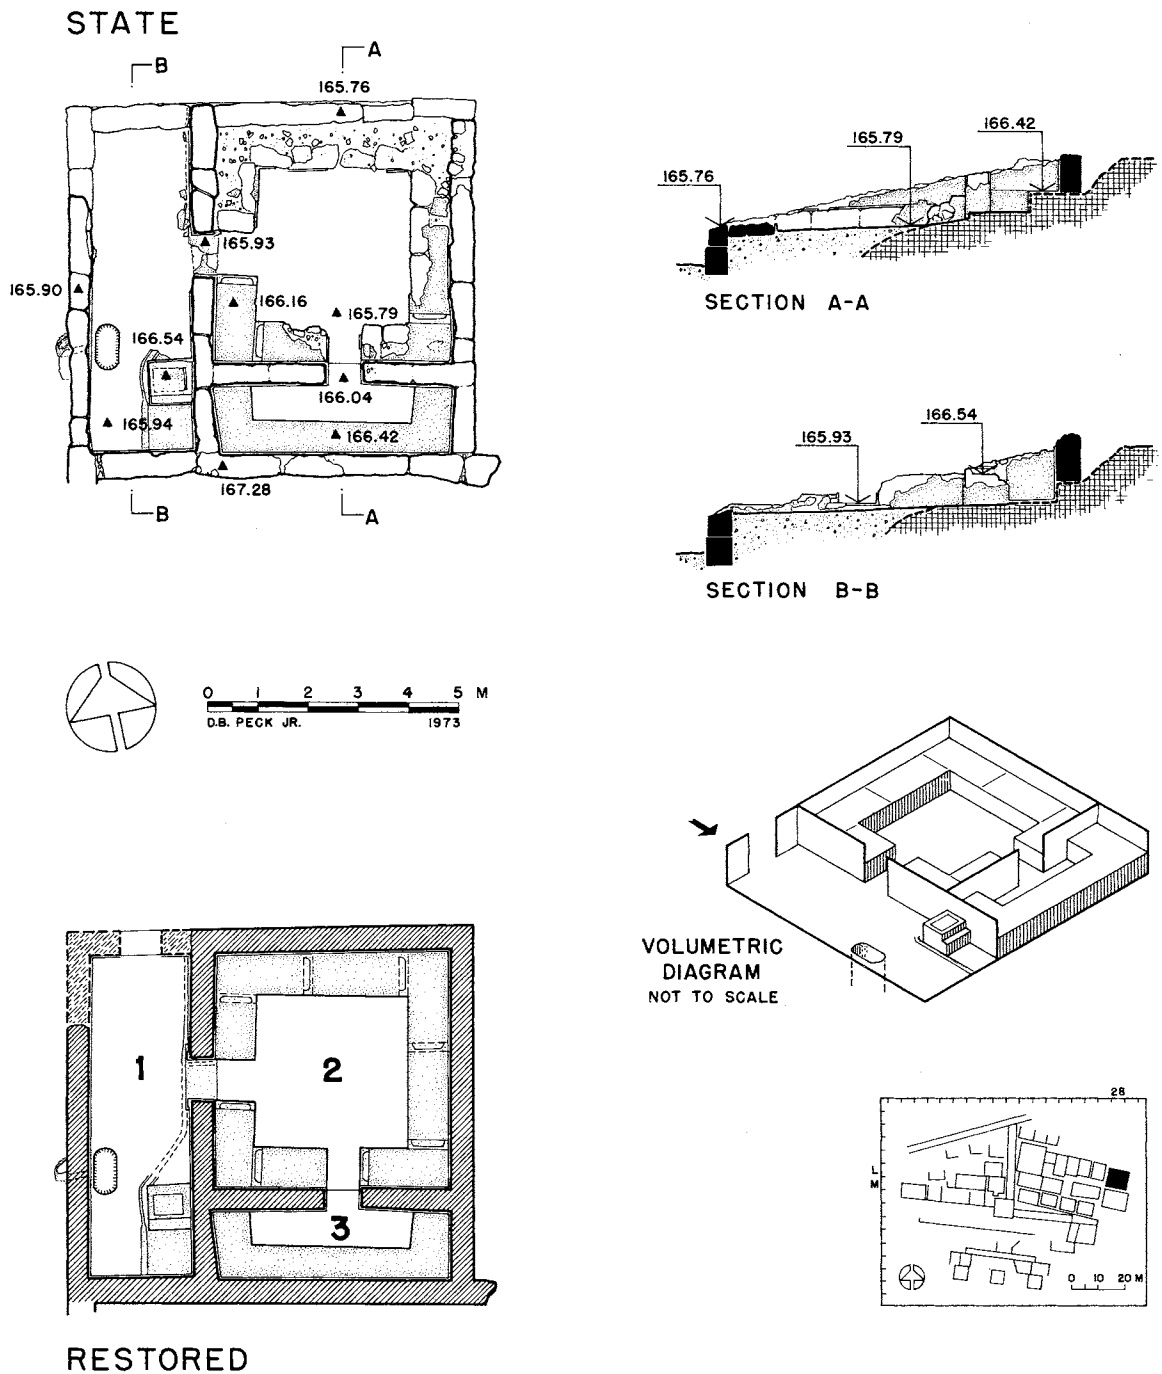 STATE
B
A
165.76
165.93
165.90
166.16
165.79
166.54
166.04
165.94
166.42
167.28
B
A
166.42
165.79
165.76
SECTION A-A
166.54
165.93
SECTION B-B
0 1 2 3 4 5 M
D.B. PECK JR. 1973
VOLUMETRIC
DIAGRAM
NOT TO SCALE
1
2
3
28
L
M
0 10 20 M
RESTORED